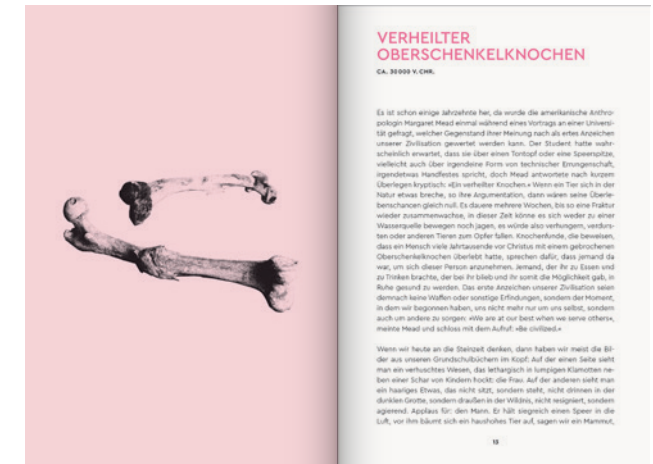 VERHEILTER
OBERSCHENKELKNOCHEN
CA. 30000 V. CHR.
Es ist schon einige Jahrzehnte her, da wurde die amerikanische Anthro-
pologin Margaret Mead einmal während eines Vortrags an einer Universi-
tät gefragt, welcher Gegenstand ihrer Meinung nach als ertes Anzeichen
unserer Zivilisation gewertet werden kann. Der Student hatte wahr-
scheinlich erwartet, dass sie über einen Tontopf oder eine Speerspitze,
vielleicht auch über irgendeine Form von technischer Errungenschaft,
irgendetwas Handfestes spricht, doch Mead antwortete nach kurzem
Überlegen kryptisch: »Ein verheilter Knochen.« Wenn ein Tier sich in der
Natur etwas breche, so ihre Argumentation, dann wären seine Überle-
benschancen gleich null. Es dauere mehrere Wochen, bis so eine Fraktur
wieder zusammenwachse, in dieser Zeit könne es sich weder zu einer
Wasserquelle bewegen noch jagen, es würde also verhungern, verdurs-
ten oder anderen Tieren zum Opfer fallen. Knochenfunde, die beweisen,
dass ein Mensch viele Jahrtausende vor Christus mit einem gebrochenen
Oberschenkelknochen überlebt hatte, sprechen dafür, dass jemand da
war, um sich dieser Person anzunehmen. Jemand, der ihr zu Essen und
zu Trinken brachte, der bei ihr blieb und ihr somit die Möglichkeit gab, in
Ruhe gesund zu werden. Das erste Anzeichen unserer Zivilisation seien
demnach keine Waffen oder sonstige Erfindungen, sondern der Moment,
in dem wir begonnen haben, uns nicht mehr nur um uns selbst, sondern
auch um andere zu sorgen: »We are at our best when we serve others«,
meinte Mead und schloss mit dem Aufruf: »Be civilized.«
Wenn wir heute an die Steinzeit denken, dann haben wir meist die Bil-
der aus unseren Grundschulbüchern im Kopf: Auf der einen Seite sieht
man ein verhuschtes Wesen, das lethargisch in lumpigen Klamotten ne-
ben einer Schar von Kindern hockt: die Frau. Auf der anderen sieht man
ein haariges Etwas, das nicht sitzt, sondern steht, nicht drinnen in der
dunklen Grotte, sondern draußen in der Wildnis, nicht resigniert, sondern
agierend. Applaus für: den Mann. Er hält siegreich einen Speer in die
Luft, vor ihm bäumt sich ein haushohes Tier auf, sagen wir ein Mammut,
13